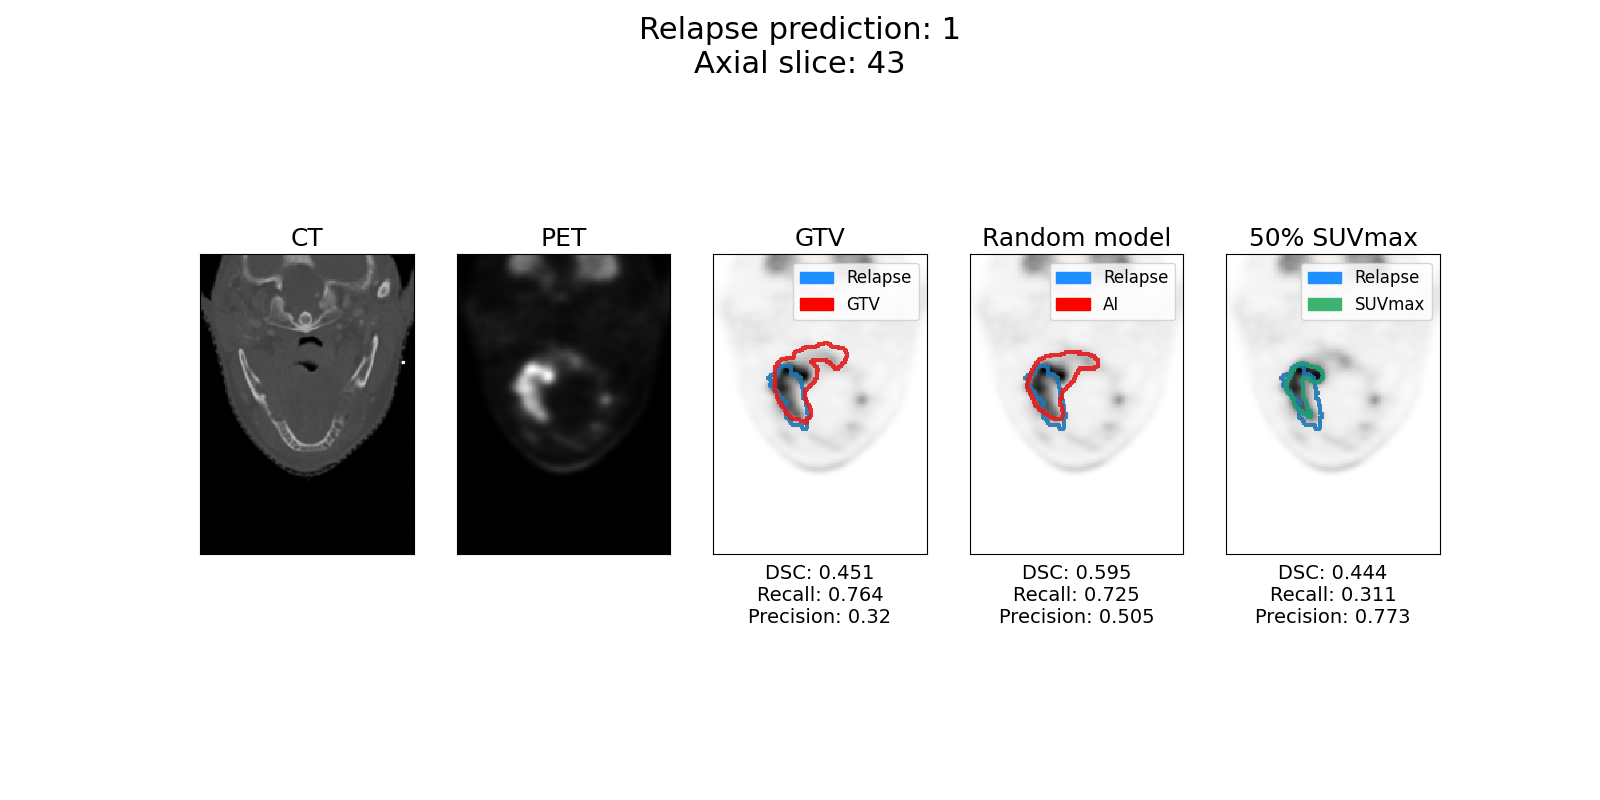 Relapse prediction: 1
Axial slice: 43
CT
PET
GTV
Random model
50% SUVmax
Relapse
GTV
Relapse
AI
Relapse
SUVmax
DSC: 0.451
Recall: 0.764
Precision: 0.32
DSC: 0.595
Recall: 0.725
Precision: 0.505
DSC: 0.444
Recall: 0.311
Precision: 0.773